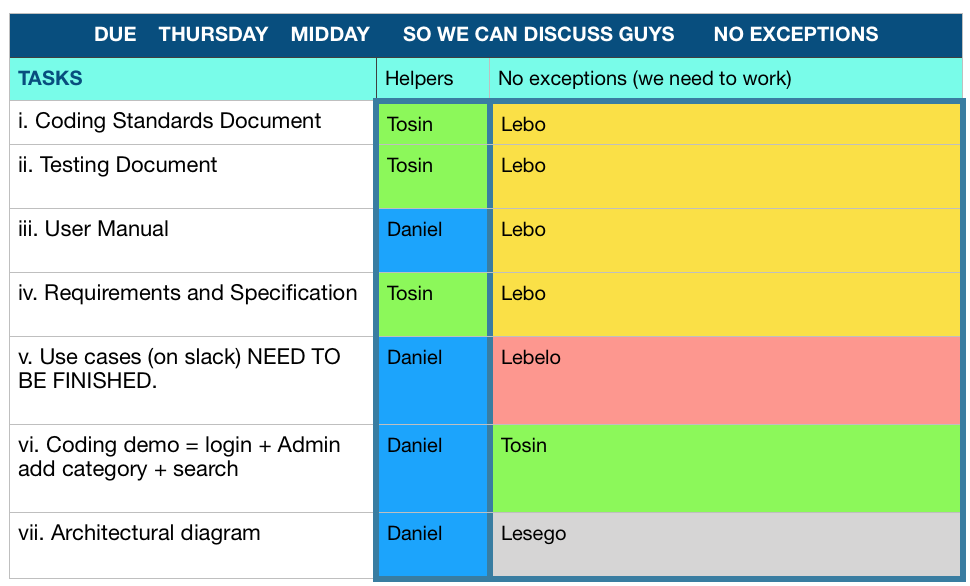 DUE THURSDAY MIDDAY SO WE CAN DISCUSS GUYS NO EXCEPTIONS
TASKS Helpers No exceptions (we need to work)
i. Coding Standards Document Tosin Lebo
ii. Testing Document Tosin Lebo
iii. User Manual Daniel Lebo
iv. Requirements and Specification Tosin Lebo
v. Use cases (on slack) NEED TO Daniel Lebelo
BE FINISHED.
vi. Coding demo = login + Admin Daniel Tosin
add category + search
vii. Architectural diagram Daniel Lesego